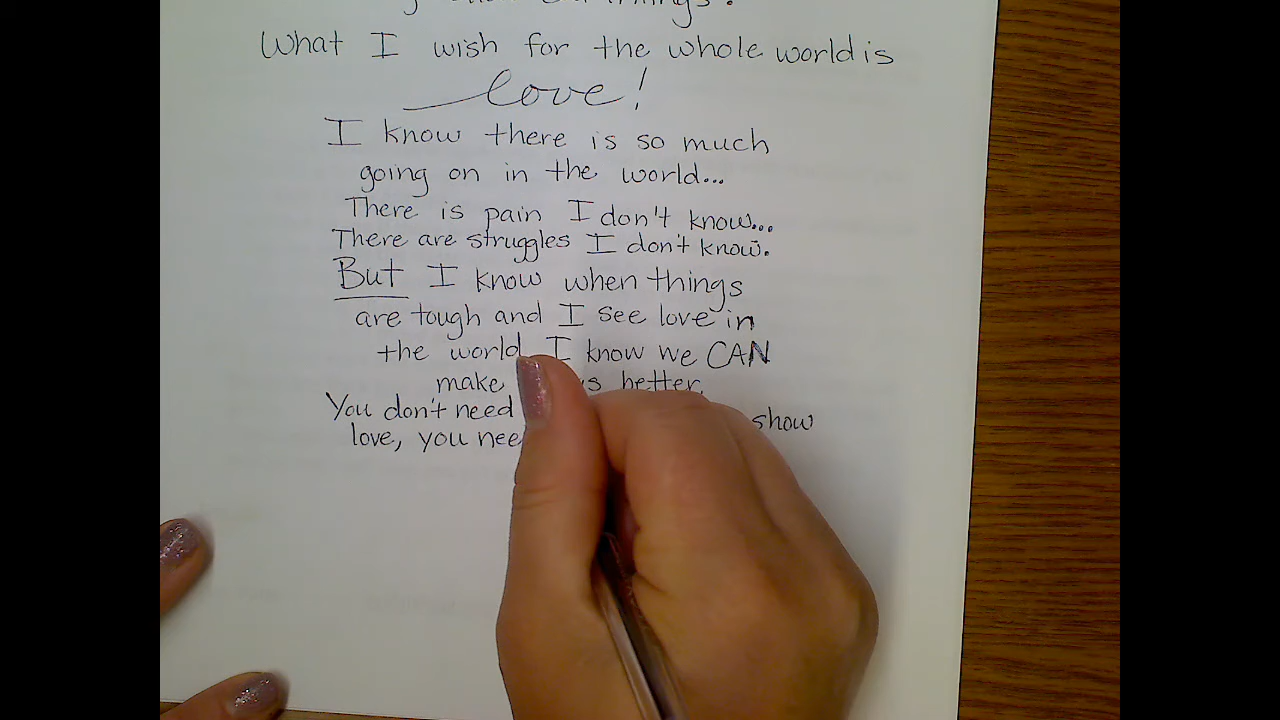 things.
What I wish for the whole world is
love!
I know there is so much
going on in the world...
There is pain I don't know...
There are struggles I don't know.
But I know when things
are tough and I see love in
the world I know we CAN
make better.
You don't need show
love, you